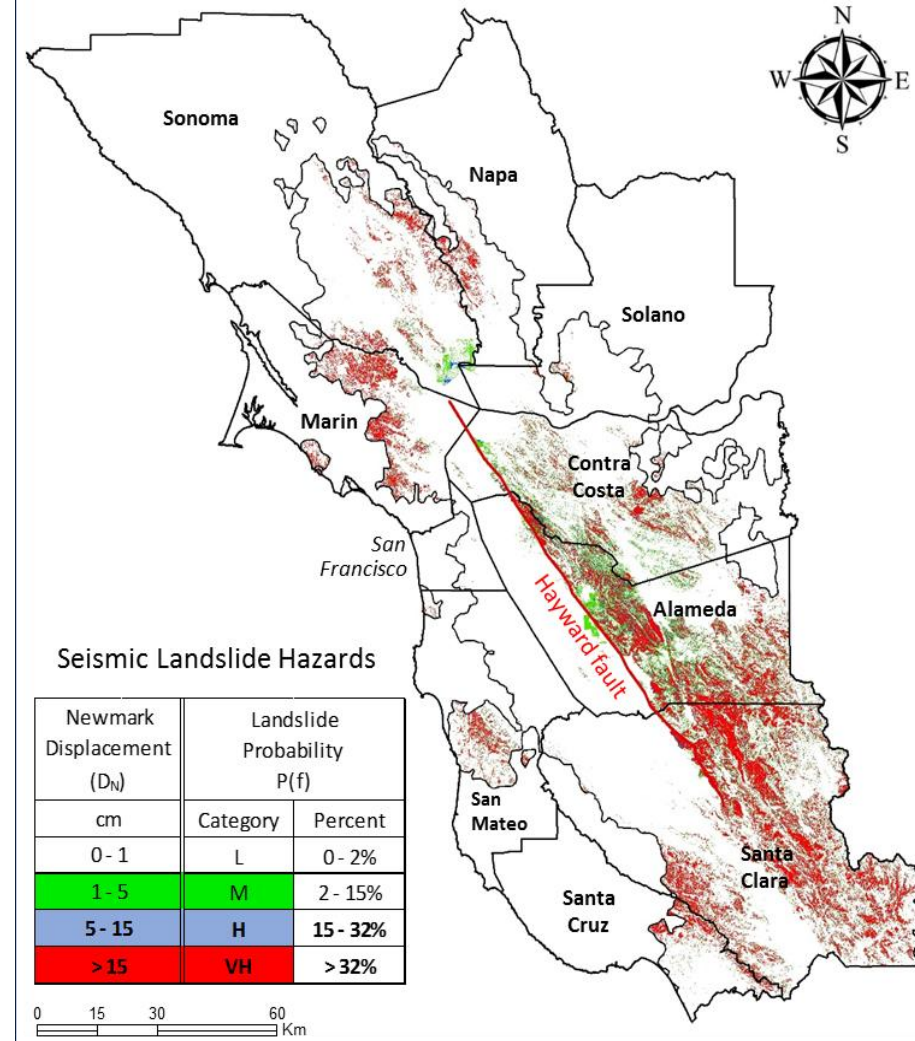 N
W E
S
Sonoma
Napa
Solano
Marin
Contra
Costa
San
Francisco
Hayward fault
Alameda
Seismic Landslide Hazards
Newmark Displacement (DN) Landslide Probability P(f)
cm Category Percent
0 - 1 L 0 - 2%
1 - 5 M 2 - 15%
5 - 15 H 15 - 32%
> 15 VH > 32%
San
Mateo
Santa
Clara
Santa
Cruz
0 15 30 60
Km